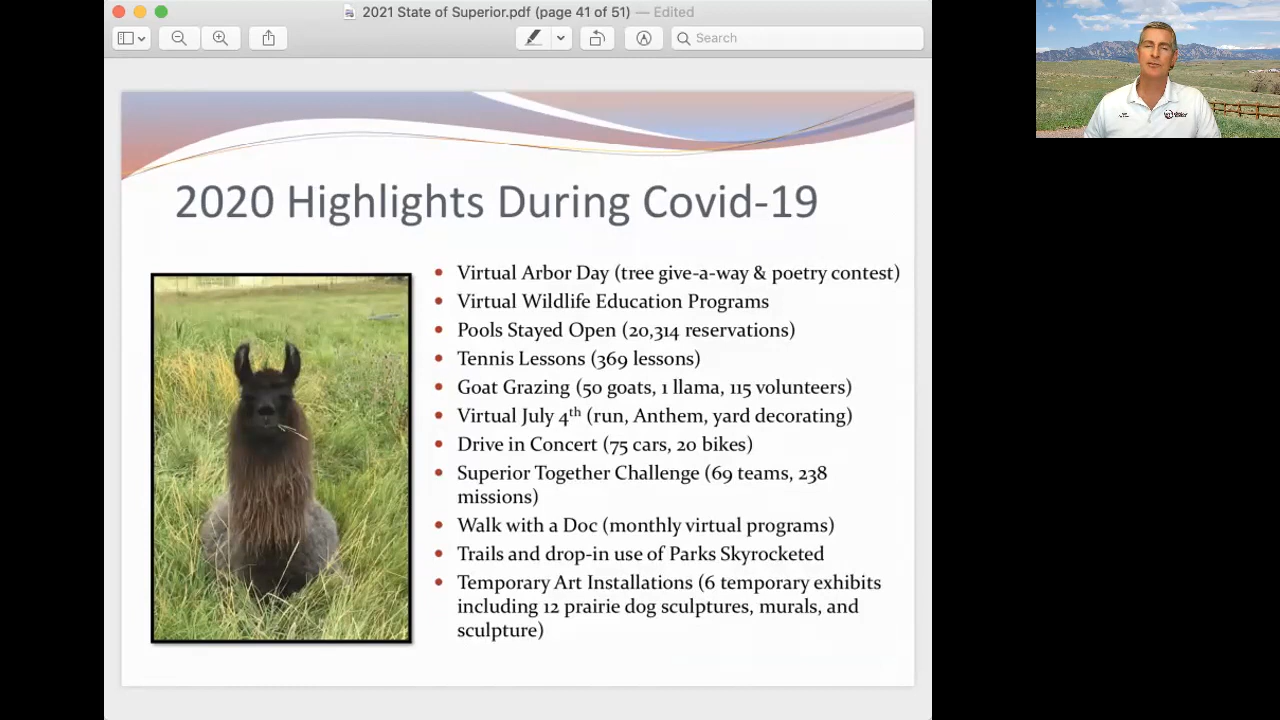 2021 State of Superior.pdf (page 41 of 51) — Edited
Search
2020 Highlights During Covid-19
• Virtual Arbor Day (tree give-a-way & poetry contest)
• Virtual Wildlife Education Programs
• Pools Stayed Open (20,314 reservations)
• Tennis Lessons (369 lessons)
• Goat Grazing (50 goats, 1 llama, 115 volunteers)
• Virtual July 4th (run, Anthem, yard decorating)
• Drive in Concert (75 cars, 20 bikes)
• Superior Together Challenge (69 teams, 238
missions)
• Walk with a Doc (monthly virtual programs)
• Trails and drop-in use of Parks Skyrocketed
• Temporary Art Installations (6 temporary exhibits
including 12 prairie dog sculptures, murals, and
sculpture)